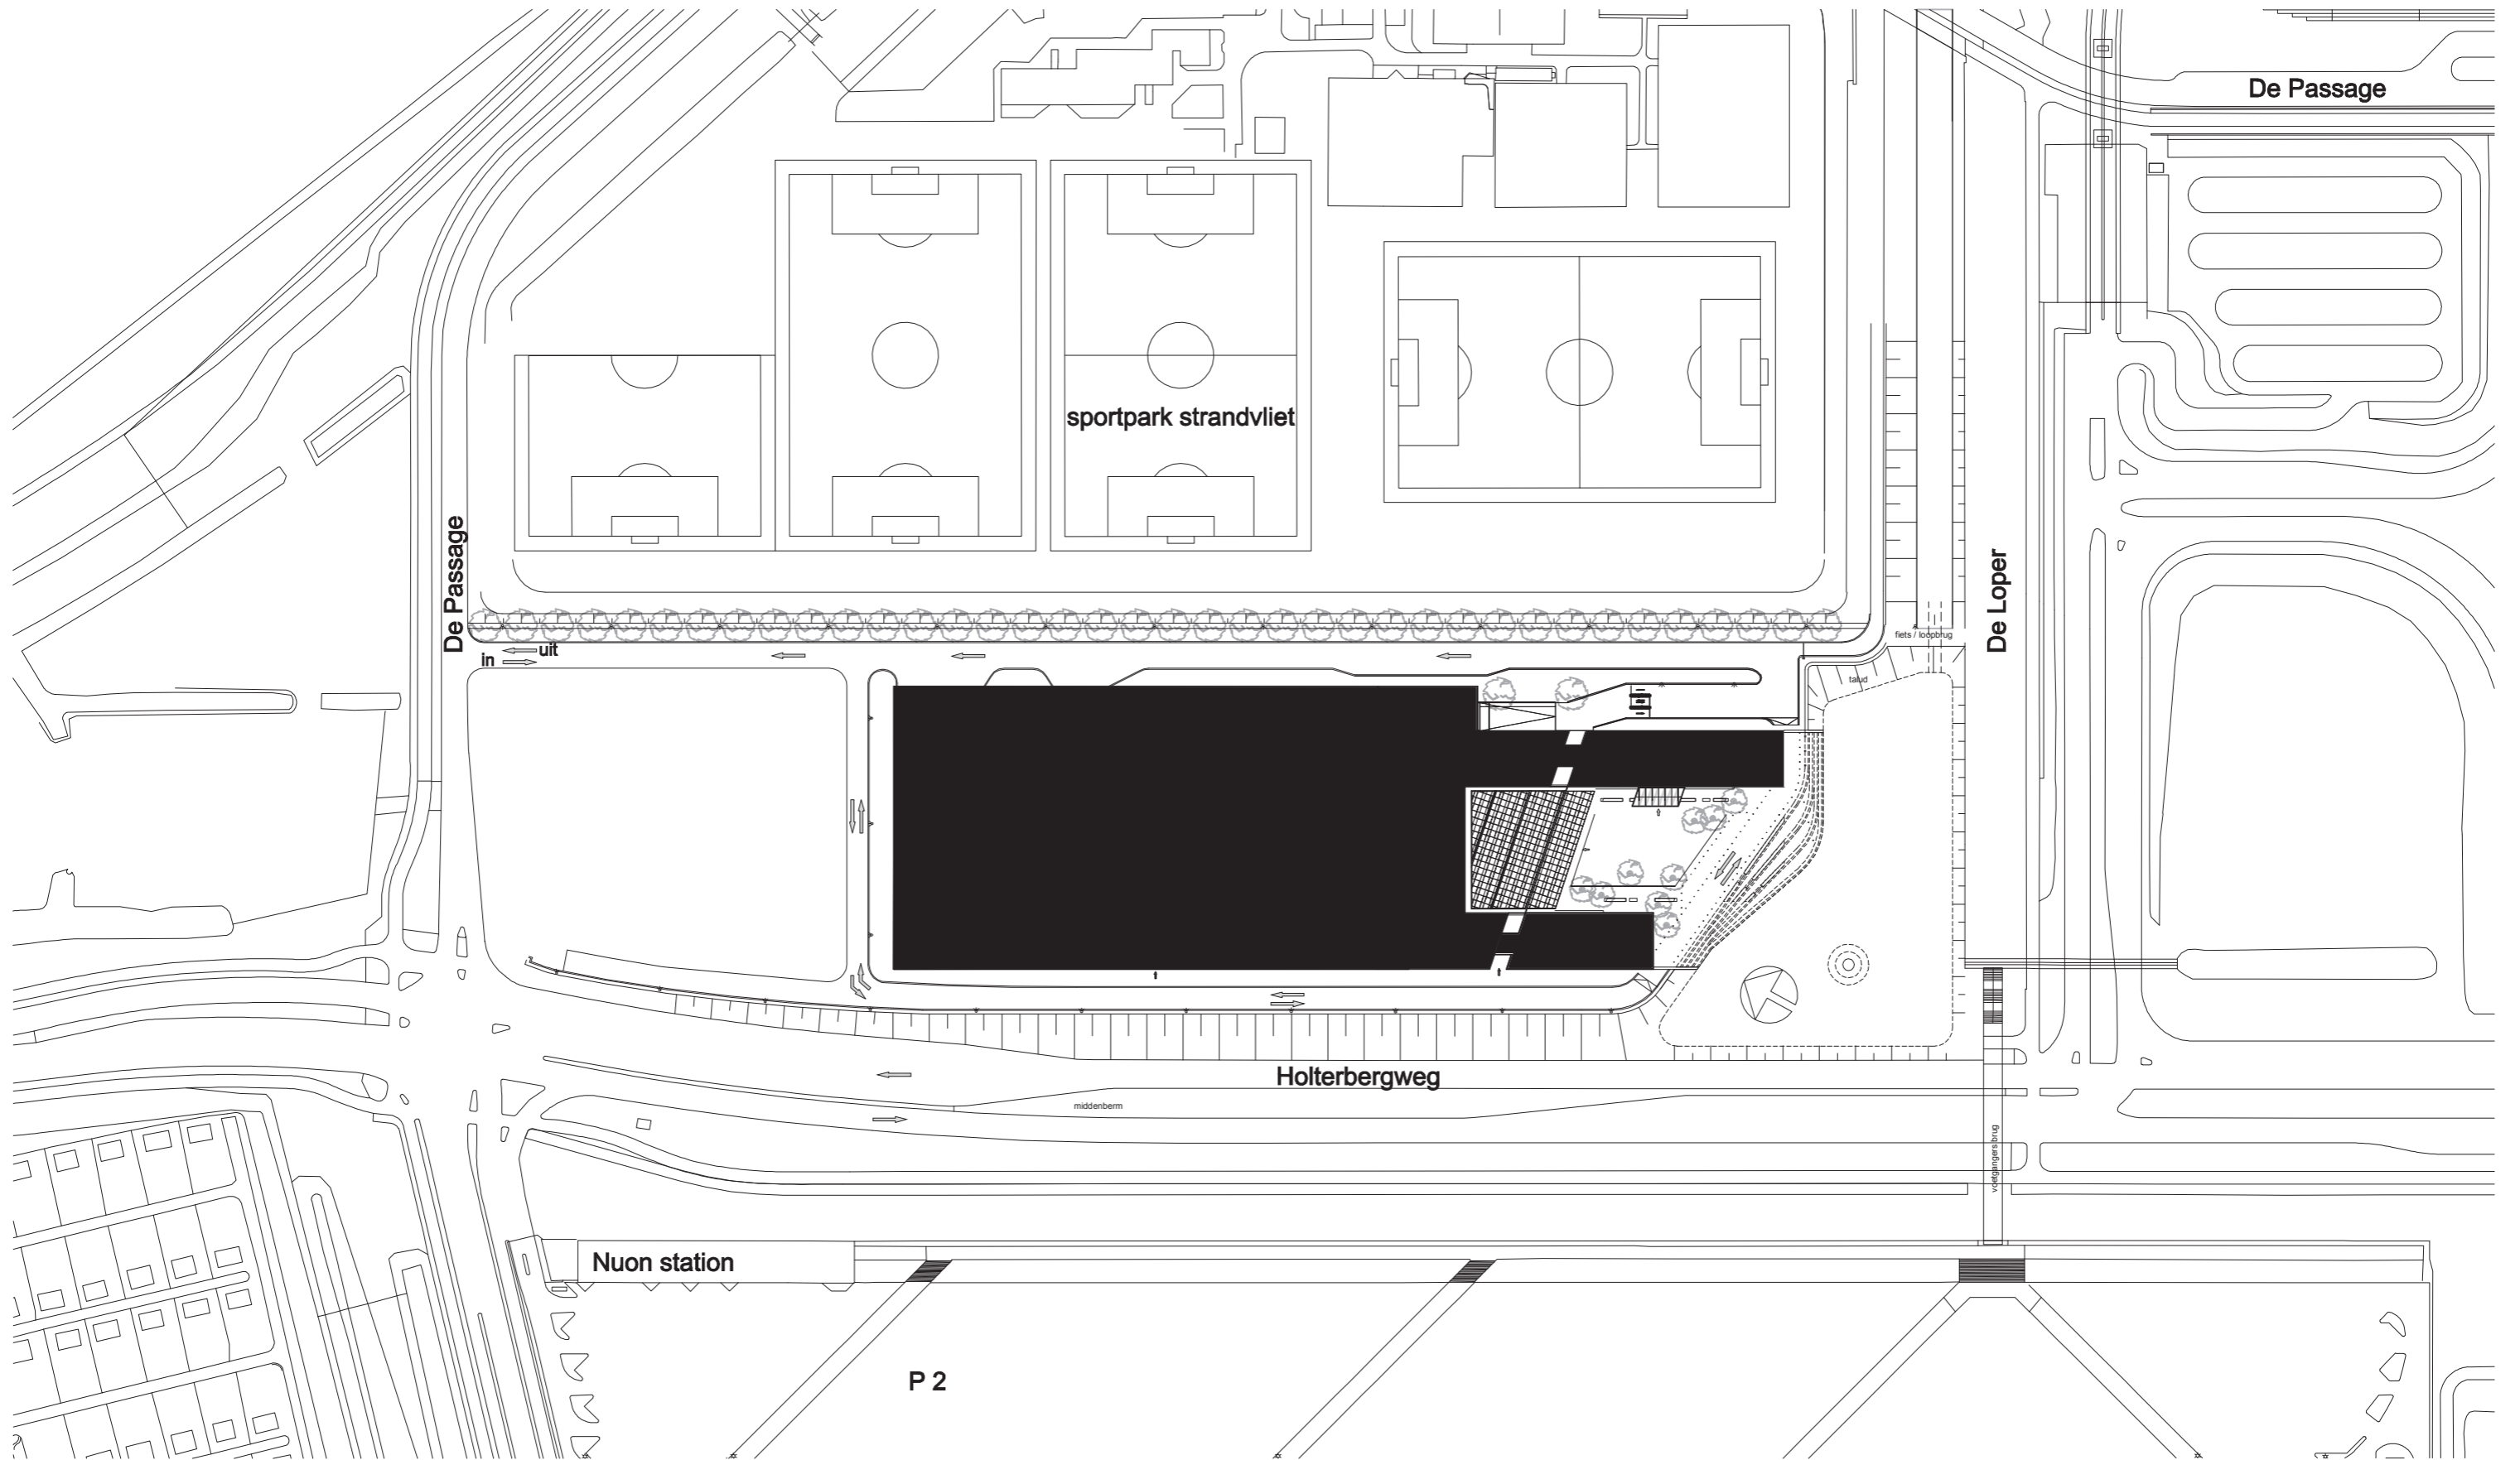 De Passage
sportpark strandvliet
De Passage
De Loper
fiets / loopbrug
uit
in
talud
Holterbergweg
middenberm
voetgangersbrug
Nuon station
P 2